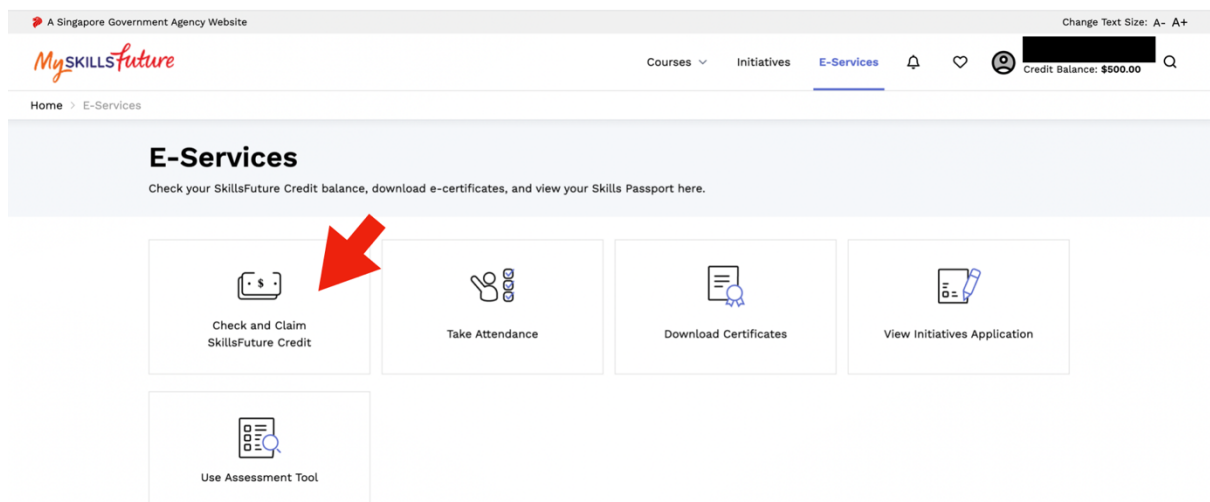 A Singapore Government Agency Website
Change Text Size: A- A+
MySKILLSfuture
Courses Initiatives E-Services
Credit Balance: $500.00
Home > E-Services
E-Services
Check your SkillsFuture Credit balance, download e-certificates, and view your Skills Passport here.
$
Check and Claim
SkillsFuture Credit
Take Attendance
Download Certificates
View Initiatives Application
Use Assessment Tool